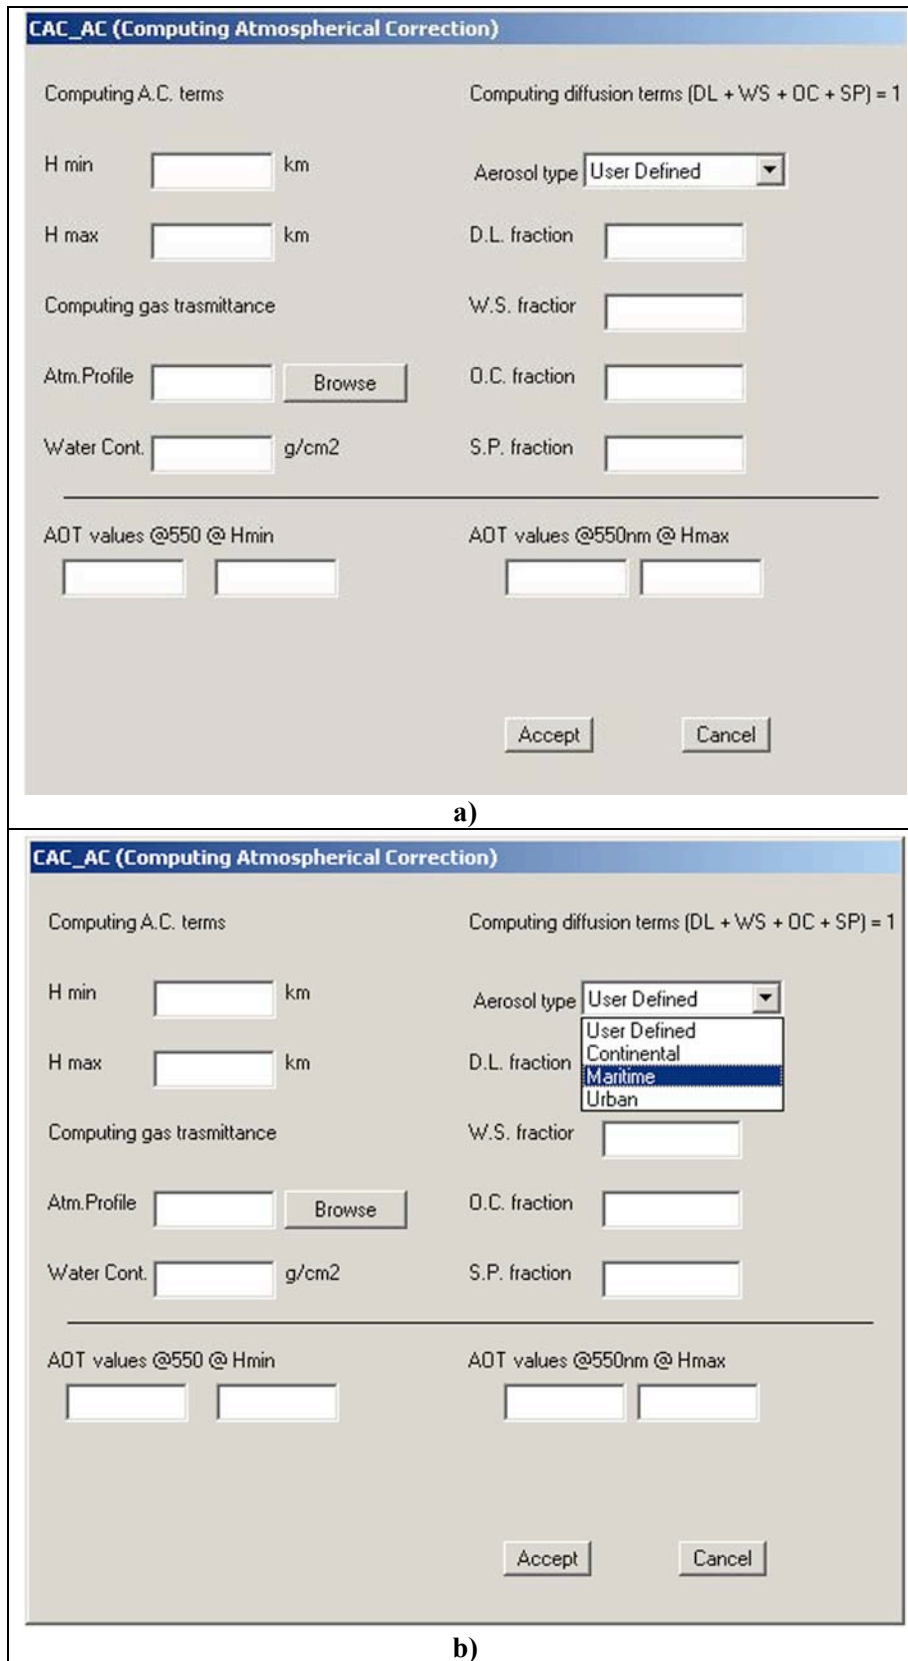 CAC_AC (Computing Atmospherical Correction)
Computing A.C. terms
Computing diffusion terms (DL + WS + OC + SP) = 1
H min km
Aerosol type User Defined
H max km
D.L. fraction
Computing gas trasmittance
W.S. fractior
Atm.Profile Browse
O.C. fraction
Water Cont. g/cm2
S.P. fraction
AOT values @550 @ Hmin
AOT values @550nm @ Hmax
Accept Cancel
a)
CAC_AC (Computing Atmospherical Correction)
Computing A.C. terms
Computing diffusion terms (DL + WS + OC + SP) = 1
H min km
Aerosol type User Defined
User Defined
Continental
Maritime
Urban
H max km
D.L. fraction
Computing gas trasmittance
W.S. fractior
Atm.Profile Browse
O.C. fraction
Water Cont. g/cm2
S.P. fraction
AOT values @550 @ Hmin
AOT values @550nm @ Hmax
Accept Cancel
b)